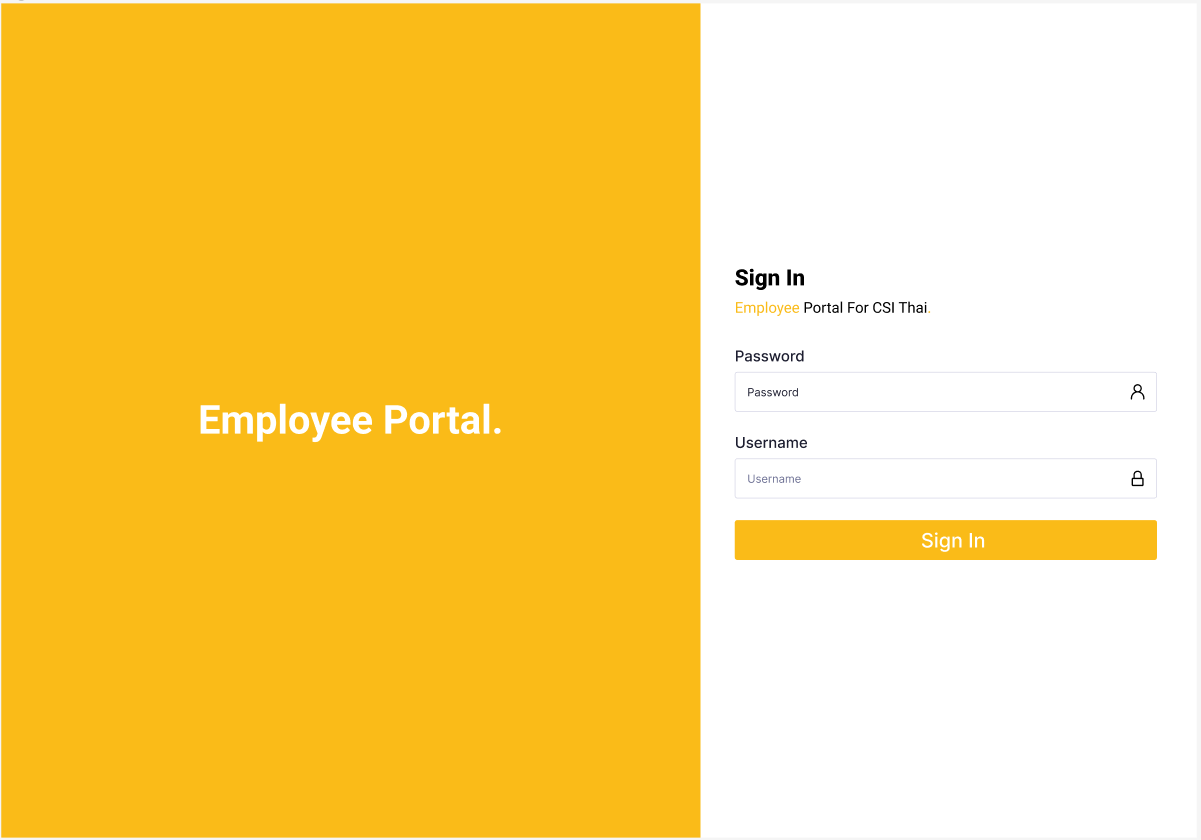 Employee Portal.
Sign In
Employee Portal For CSI Thai.
Password
Password
Username
Username
Sign In